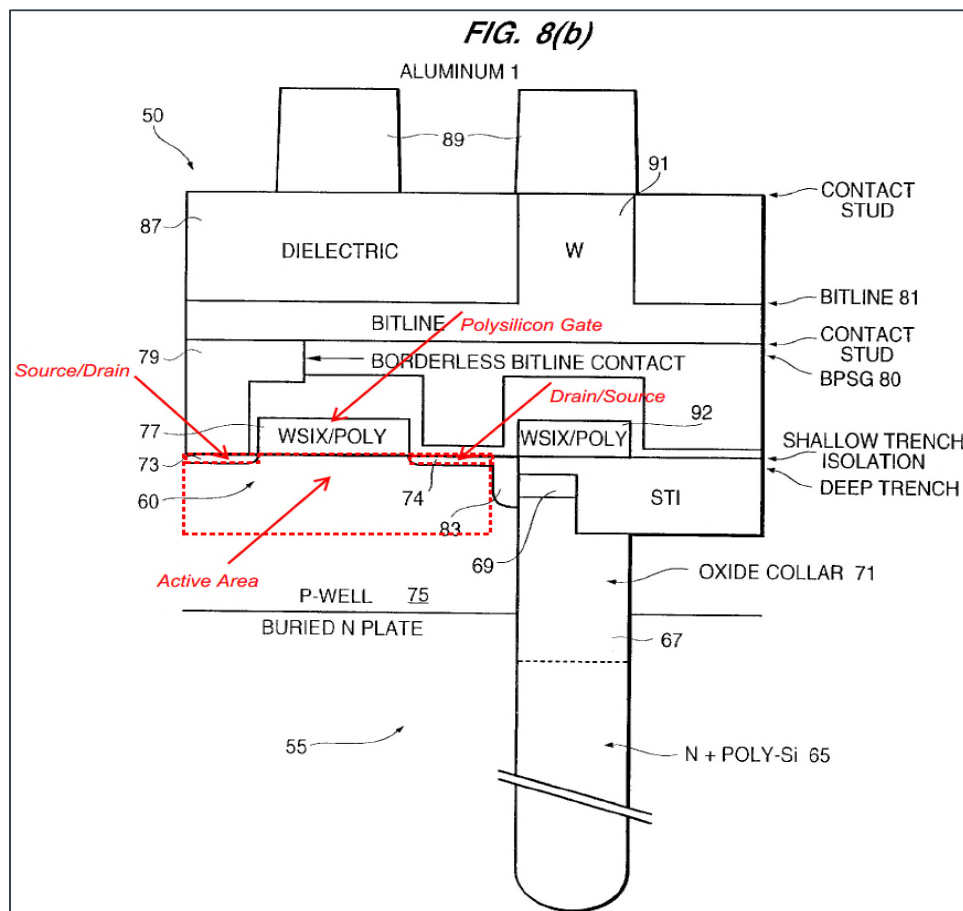 FIG. 8(b)
ALUMINUM 1
50
89
91
CONTACT
STUD
87
DIELECTRIC
W
BITLINE 81
BITLINE
Polysilicon Gate
CONTACT
STUD
79
BORDERLESS BITLINE CONTACT
BPSG 80
Source/Drain
Drain/Source
92
77
WSIX/POLY
WSIX/POLY
SHALLOW TRENCH
ISOLATION
73
60
74
DEEP TRENCH
83
STI
69
Active Area
OXIDE COLLAR 71
P-WELL 75
BURIED N PLATE
67
55
N + POLY-Si 65